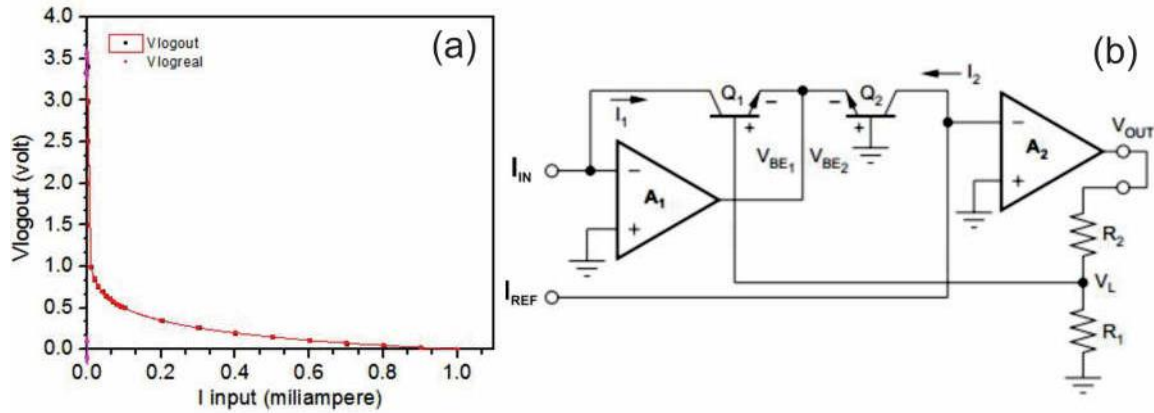 (a)
Vlogout
Vlogreal
4.0
3.5
3.0
2.5
2.0
1.5
1.0
0.5
0.0
Vlogout (volt)
0.0 0.2 0.4 0.6 0.8 1.0
I input (miliampere)
(b)
Q1
Q2
I2
I1
VBE1
VBE2
IIN
A1
A2
VOUT
R2
VL
IREF
R1
−
+
−
+
−
+
−
+